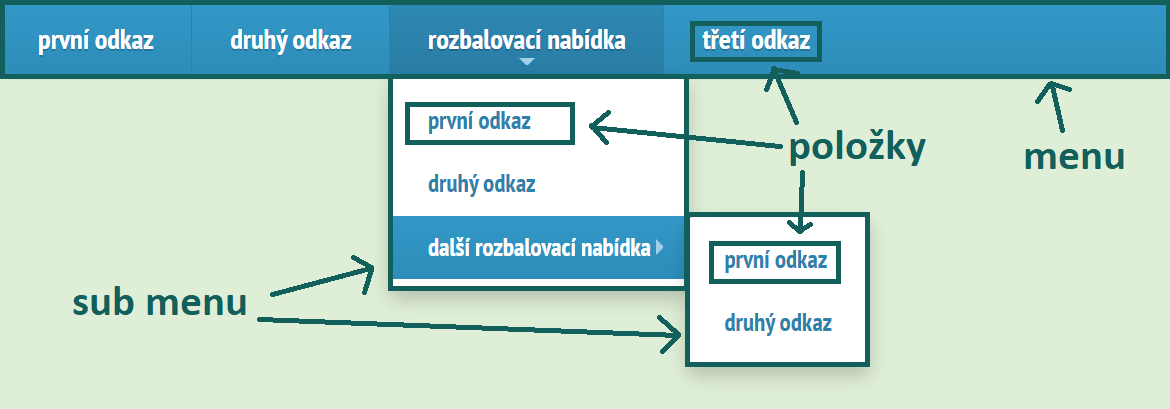 první odkaz
druhý odkaz
rozbalovací nabídka
třetí odkaz
první odkaz
druhý odkaz
další rozbalovací nabídka
první odkaz
druhý odkaz
položky
menu
sub menu